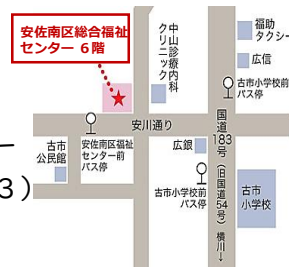 安佐南区総合福祉
センター 6階
中山診療内科
クリニック
福助
タクシー
広信
古市小学校前
バス停
安川通り
国道183号(旧国道54号)横川↓
広銀
古市
公民館
安佐南区福祉
センター前
バス停
古市小学校前
バス停
古市
小学校
3)